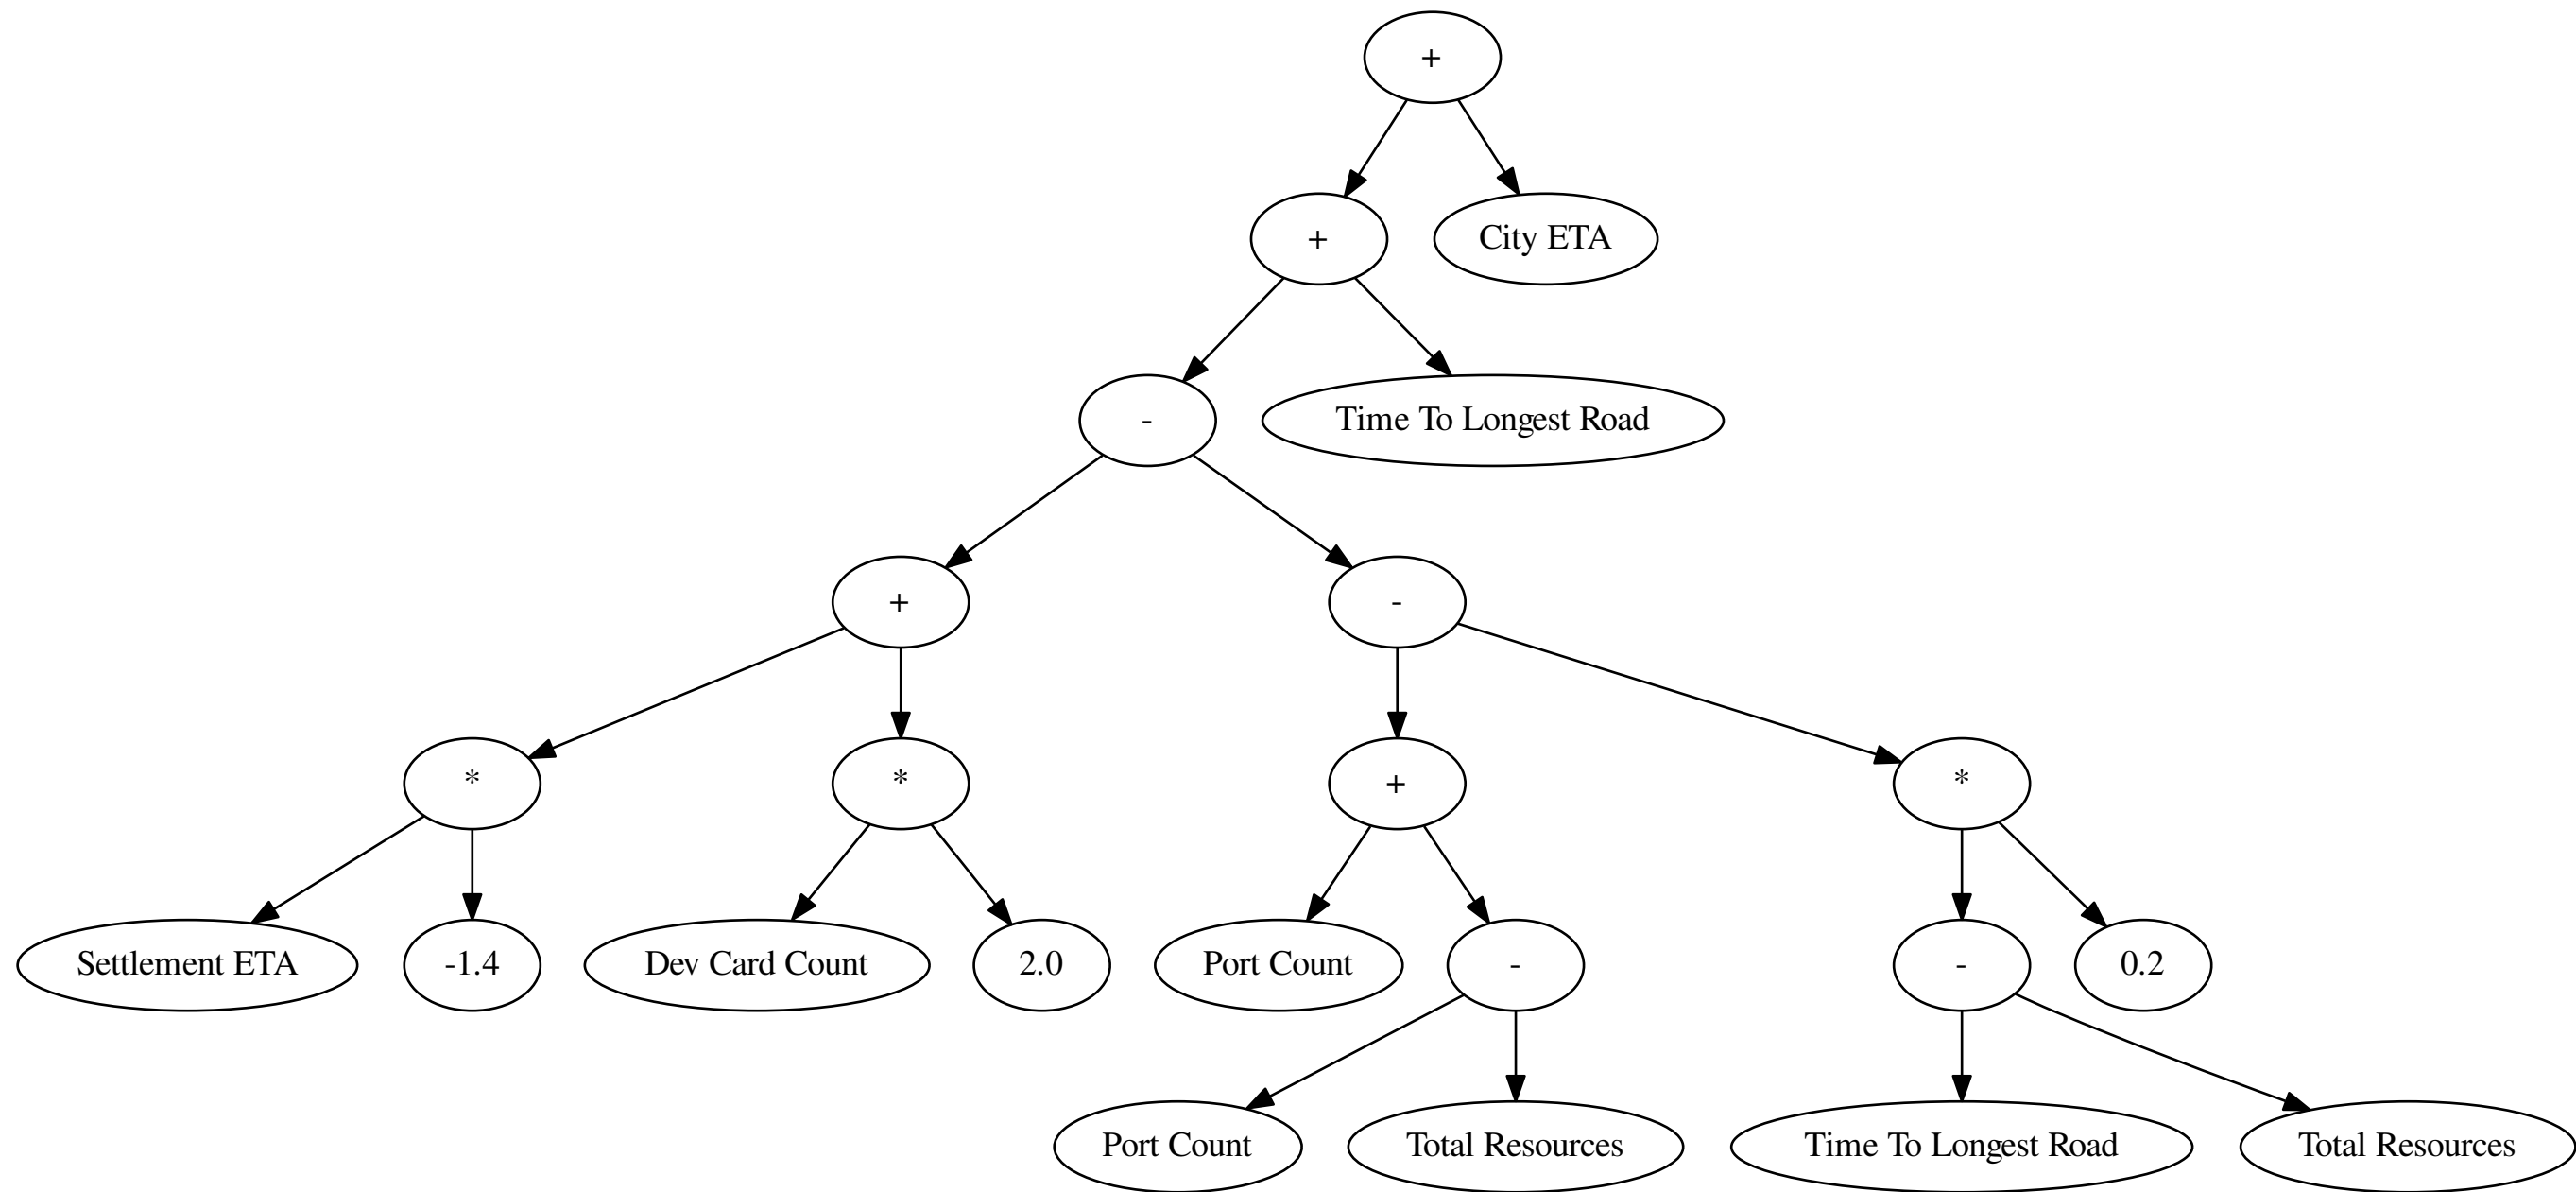 +
+
City ETA
-
Time To Longest Road
+
-
*
*
+
*
Settlement ETA
-1.4
Dev Card Count
2.0
Port Count
-
-
0.2
Port Count
Total Resources
Time To Longest Road
Total Resources